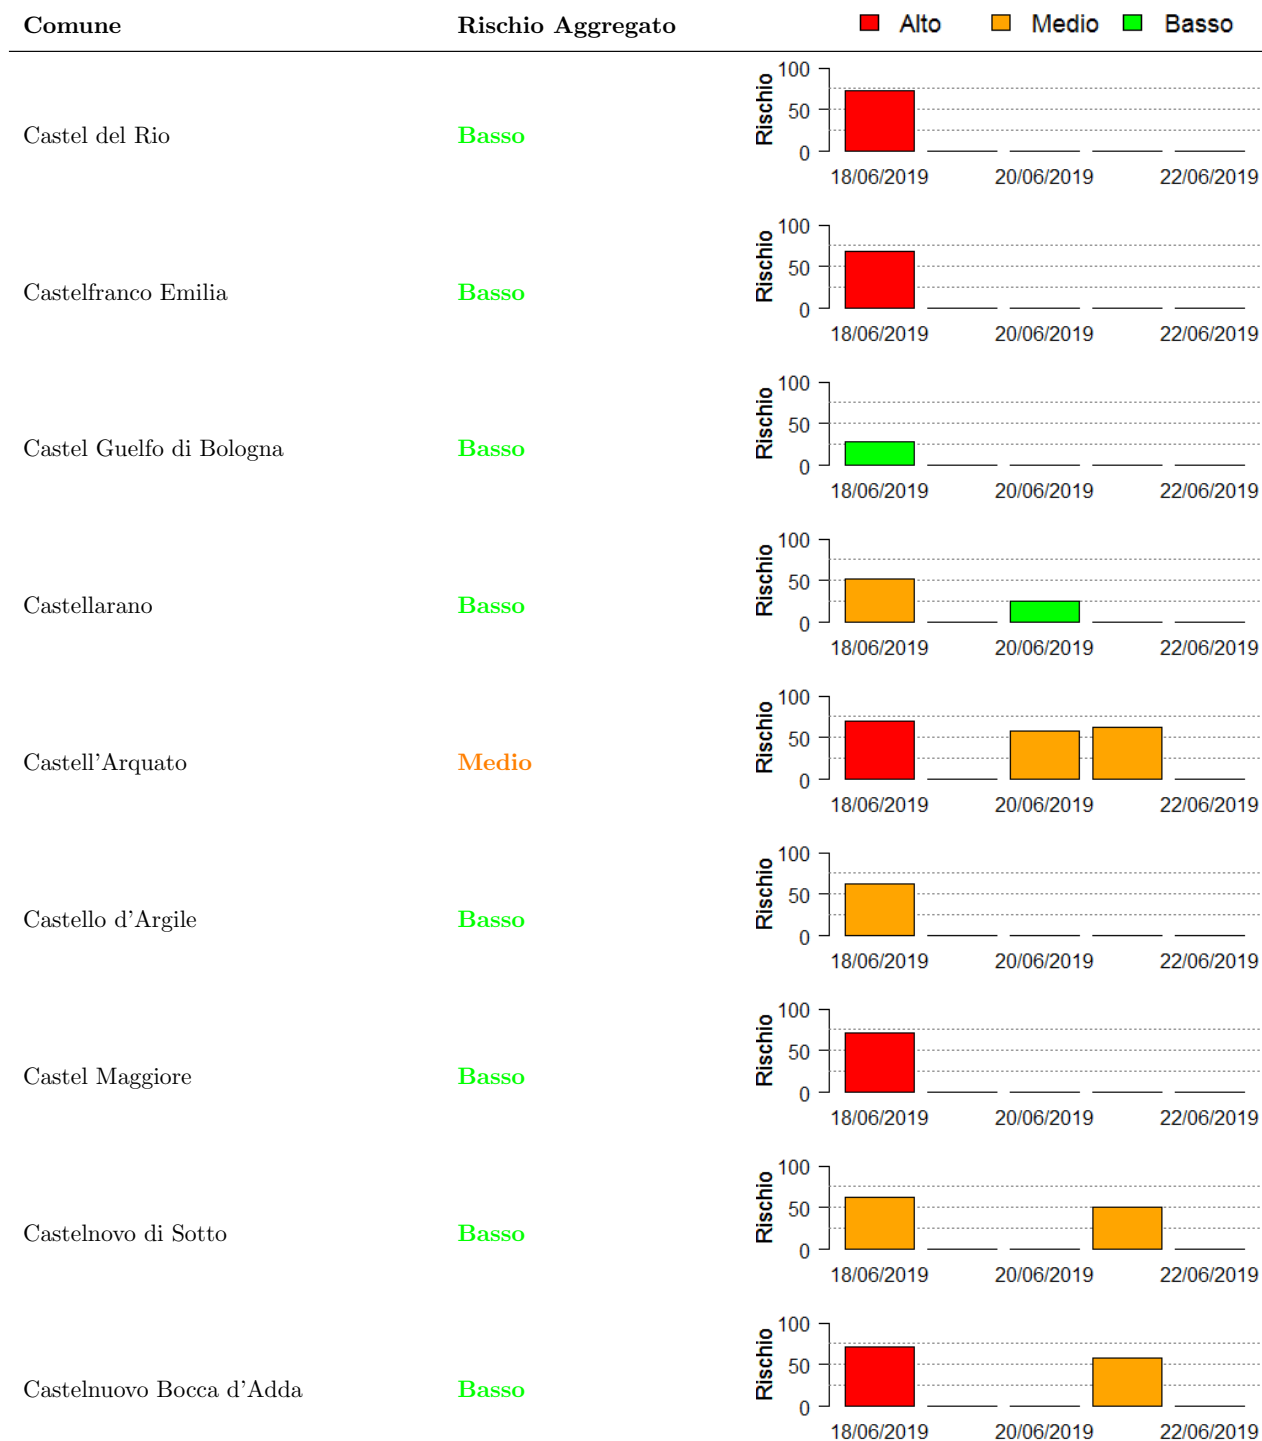 Comune Rischio Aggregato Alto Medio Basso
Castel del Rio Basso Rischio 100 50 0
18/06/2019 20/06/2019 22/06/2019
Castelfranco Emilia Basso Rischio 100 50 0
18/06/2019 20/06/2019 22/06/2019
Castel Guelfo di Bologna Basso Rischio 100 50 0
18/06/2019 20/06/2019 22/06/2019
Castellarano Basso Rischio 100 50 0
18/06/2019 20/06/2019 22/06/2019
Castell'Arquato Medio Rischio 100 50 0
18/06/2019 20/06/2019 22/06/2019
Castello d'Argile Basso Rischio 100 50 0
18/06/2019 20/06/2019 22/06/2019
Castel Maggiore Basso Rischio 100 50 0
18/06/2019 20/06/2019 22/06/2019
Castelnovo di Sotto Basso Rischio 100 50 0
18/06/2019 20/06/2019 22/06/2019
Castelnuovo Bocca d'Adda Basso Rischio 100 50 0
18/06/2019 20/06/2019 22/06/2019